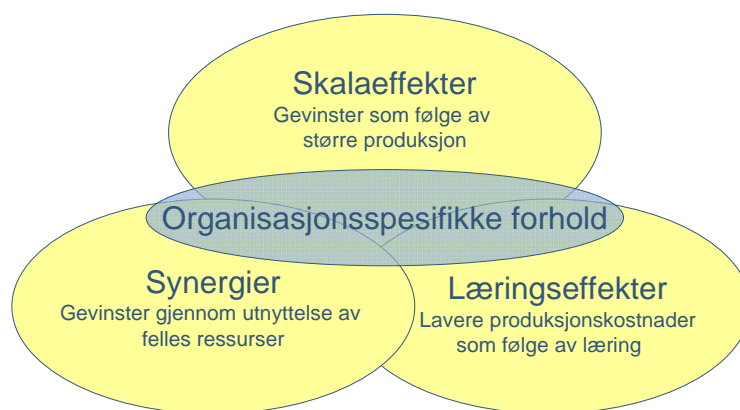 Skalaeffekter
Gevinster som følge av
større produksjon
Organisasjonsspesifikke forhold
Synergier
Gevinster gjennom utnyttelse av
felles ressurser
Læringseffekter
Lavere produksjonskostnader
som følge av læring